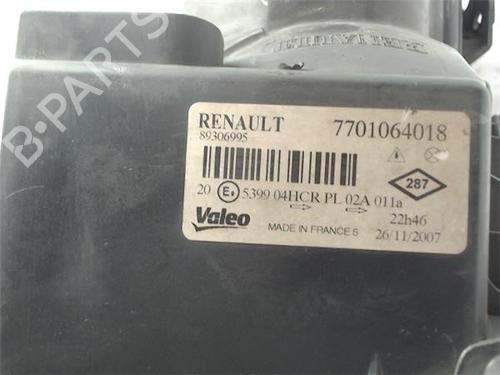 RENAULT
B-PARTS
RENAULT 7701064018
89306995
287
20 E 5399 04HCR PL 02A 011a
Valeo 22h46
MADE IN FRANCE 5 26/11/2007